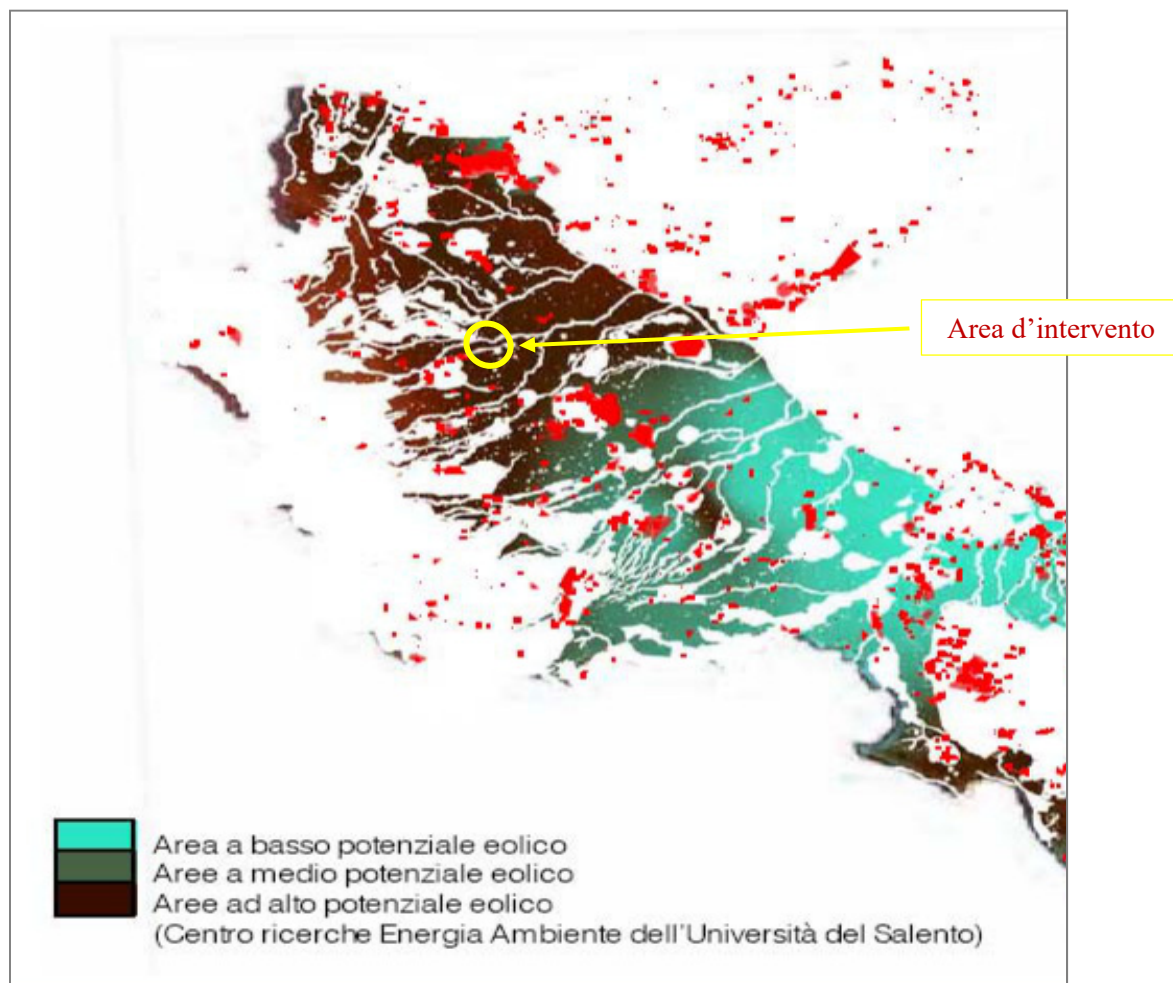 Area d'intervento
Area a basso potenziale eolico
Aree a medio potenziale eolico
Aree ad alto potenziale eolico
(Centro ricerche Energia Ambiente dell'Università del Salento)